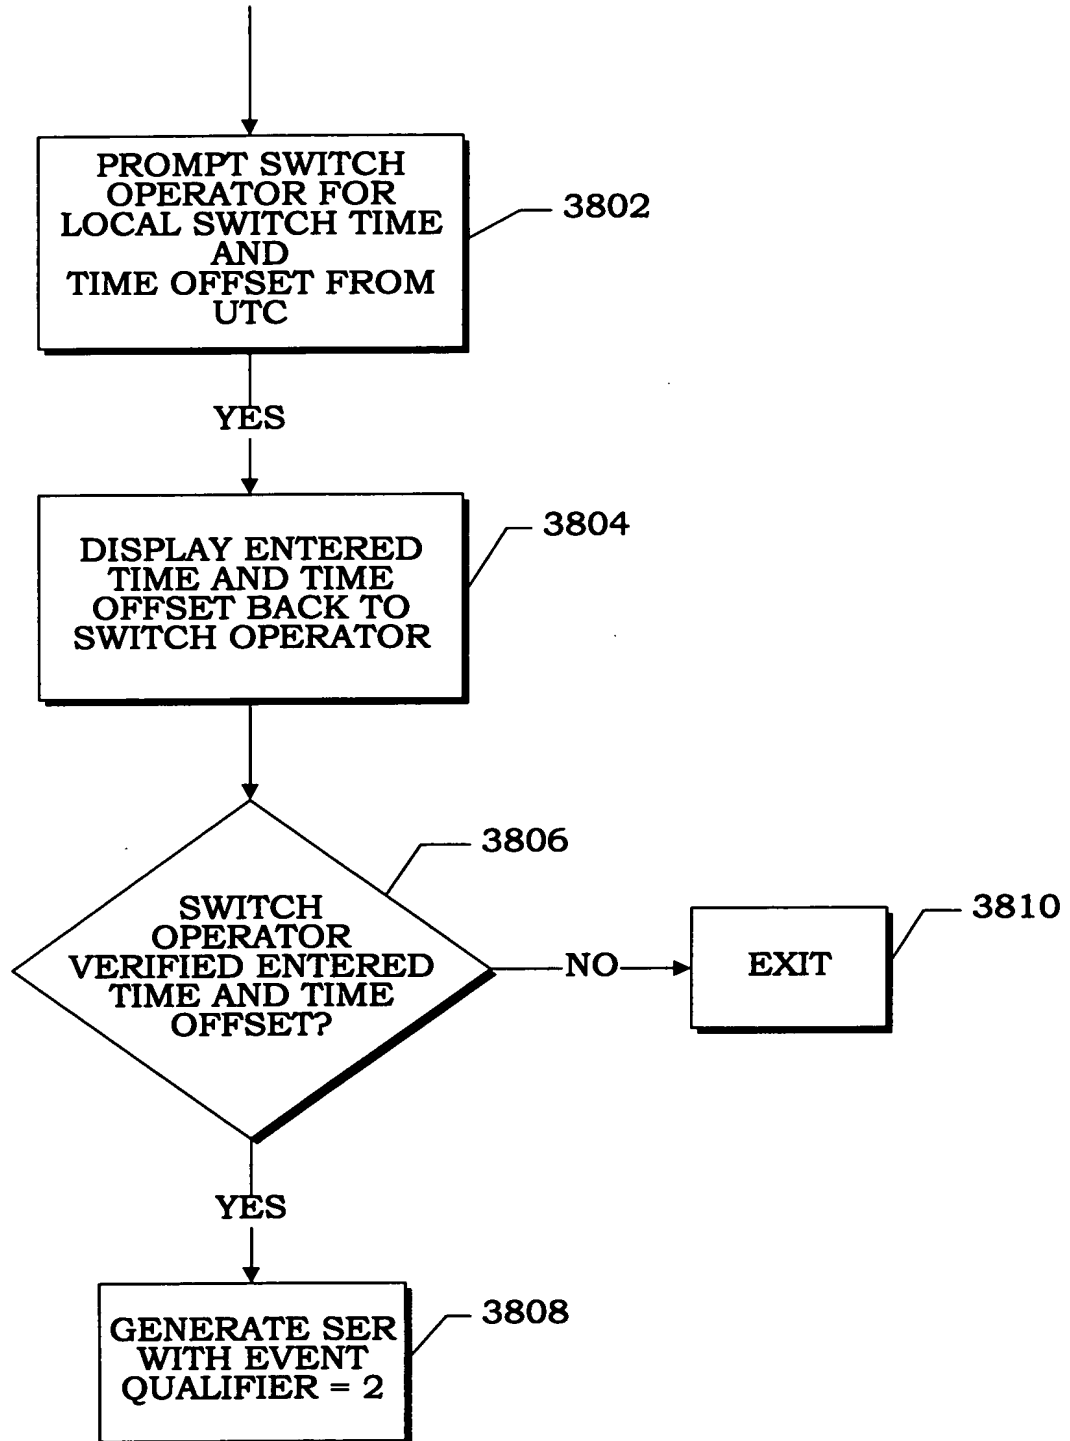 PROMPT SWITCH
OPERATOR FOR
LOCAL SWITCH TIME
AND
TIME OFFSET FROM
UTC
3802
YES
DISPLAY ENTERED
TIME AND TIME
OFFSET BACK TO
SWITCH OPERATOR
3804
SWITCH
OPERATOR
VERIFIED ENTERED
TIME AND TIME
OFFSET?
3806
NO
EXIT
3810
YES
GENERATE SER
WITH EVENT
QUALIFIER = 2
3808